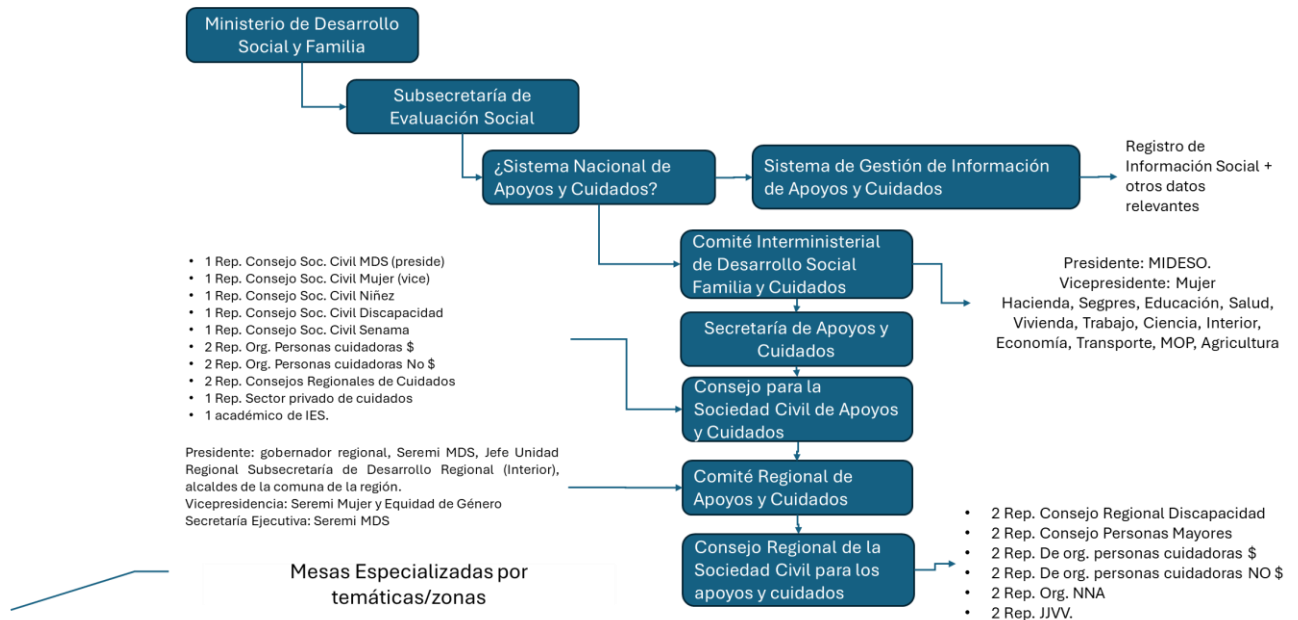 Ministerio de Desarrollo
Social y Familia
Subsecretaría de
Evaluación Social
¿Sistema Nacional de
Apoyos y Cuidados?
Sistema de Gestión de Información
de Apoyos y Cuidados
Registro de
Información Social +
otros datos
relevantes
Comité Interministerial
de Desarrollo Social
Familia y Cuidados
Presidente: MIDESO.
Vicepresidente: Mujer
Hacienda, Segpres, Educación, Salud,
Vivienda, Trabajo, Ciencia, Interior,
Economía, Transporte, MOP, Agricultura
Secretaría de Apoyos y
Cuidados
• 1 Rep. Consejo Soc. Civil MDS (preside)
• 1 Rep. Consejo Soc. Civil Mujer (vice)
• 1 Rep. Consejo Soc. Civil Niñez
• 1 Rep. Consejo Soc. Civil Discapacidad
• 1 Rep. Consejo Soc. Civil Senama
• 2 Rep. Org. Personas cuidadoras $
• 2 Rep. Org. Personas cuidadoras No $
• 2 Rep. Consejos Regionales de Cuidados
• 1 Rep. Sector privado de cuidados
• 1 académico de IES.
Consejo para la
Sociedad Civil de Apoyos
y Cuidados
Presidente: gobernador regional, Seremi MDS, Jefe Unidad
Regional Subsecretaría de Desarrollo Regional (Interior),
alcaldes de la comuna de la región.
Vicepresidencia: Seremi Mujer y Equidad de Género
Secretaría Ejecutiva: Seremi MDS
Comité Regional de
Apoyos y Cuidados
Consejo Regional de la
Sociedad Civil para los
apoyos y cuidados
• 2 Rep. Consejo Regional Discapacidad
• 2 Rep. Consejo Personas Mayores
• 2 Rep. De org. personas cuidadoras $
• 2 Rep. De org. personas cuidadoras NO $
• 2 Rep. Org. NNA
• 2 Rep. JJVV.
Mesas Especializadas por
temáticas/zonas